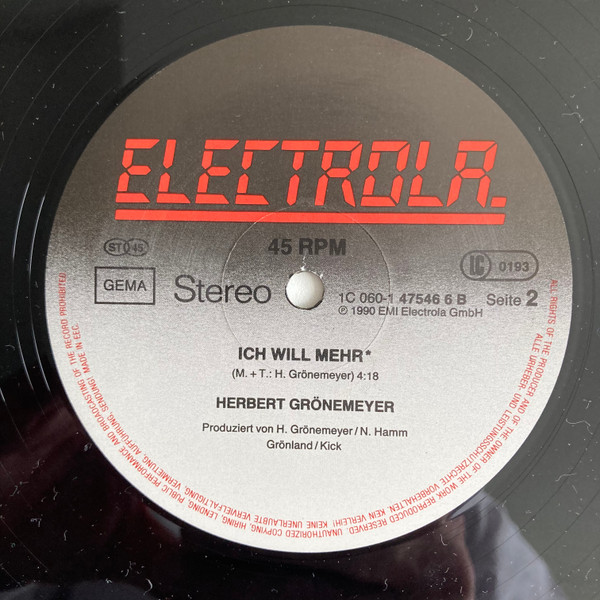 ELECTROLA.
45 RPM
ST 45
LC 0193
GEMA
Stereo
1C 060-1 47546 6 B
Seite 2
℗ 1990 EMI Electrola GmbH
ICH WILL MEHR*
(M. + T.: H. Grönemeyer) 4:18
HERBERT GRÖNEMEYER
Produziert von H. Grönemeyer/N. Hamm
Grönland/Kick
ALL RIGHTS OF THE PRODUCER AND OF THE OWNER OF THE WORK REPRODUCED RESERVED. UNAUTHORIZED COPYING, HIRING, LENDING, PUBLIC PERFORMANCE AND BROADCASTING OF THE RECORD PROHIBITED
ALLE URHEBER- UND LEISTUNGSSCHUTZRECHTE VORBEHALTEN. KEIN VERLEIH! KEINE UNERLAUBTE VERVIELFÄLTIGUNG, VERMIETUNG, AUFFÜHRUNG, SENDUNG! MADE IN EEC.